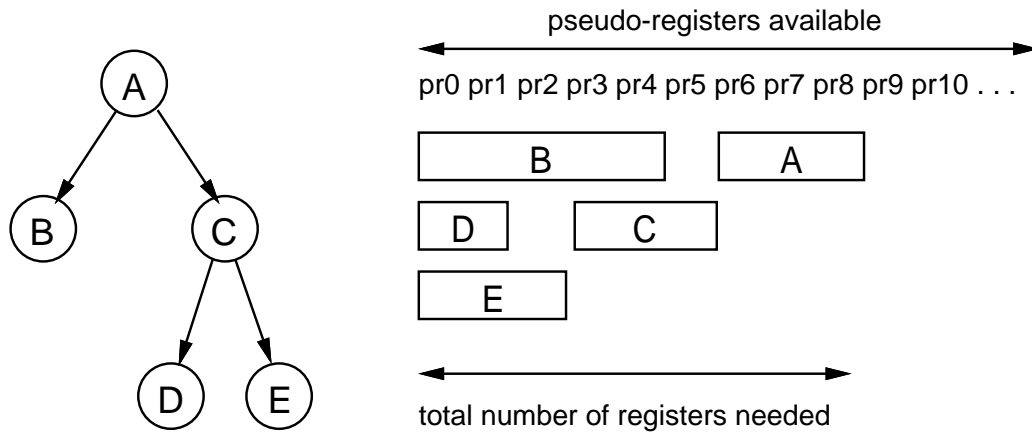 pseudo-registers available
pr0 pr1 pr2 pr3 pr4 pr5 pr6 pr7 pr8 pr9 pr10 . . .
A
B
C
D
E
B
A
D
C
E
total number of registers needed